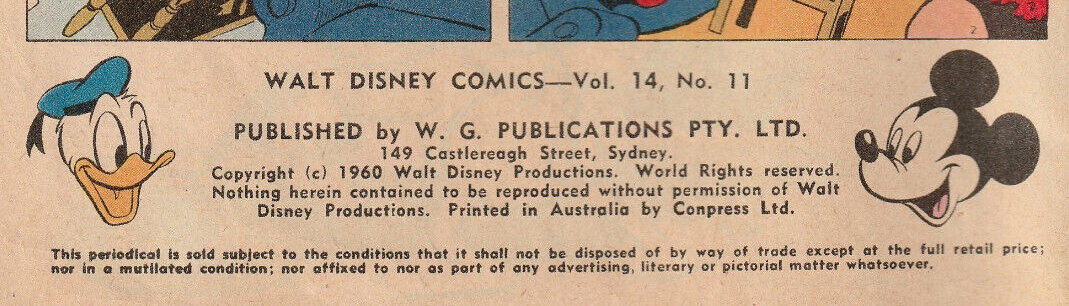 2
WALT DISNEY COMICS—Vol. 14, No. 11
PUBLISHED by W. G. PUBLICATIONS PTY. LTD.
149 Castlereagh Street, Sydney.
Copyright (c) 1960 Walt Disney Productions. World Rights reserved.
Nothing herein contained to be reproduced without permission of Walt
Disney Productions. Printed in Australia by Conpress Ltd.
This periodical is sold subject to the conditions that it shall not be disposed of by way of trade except at the full retail price;
nor in a mutilated condition; nor affixed to nor as part of any advertising, literary or pictorial matter whatsoever.